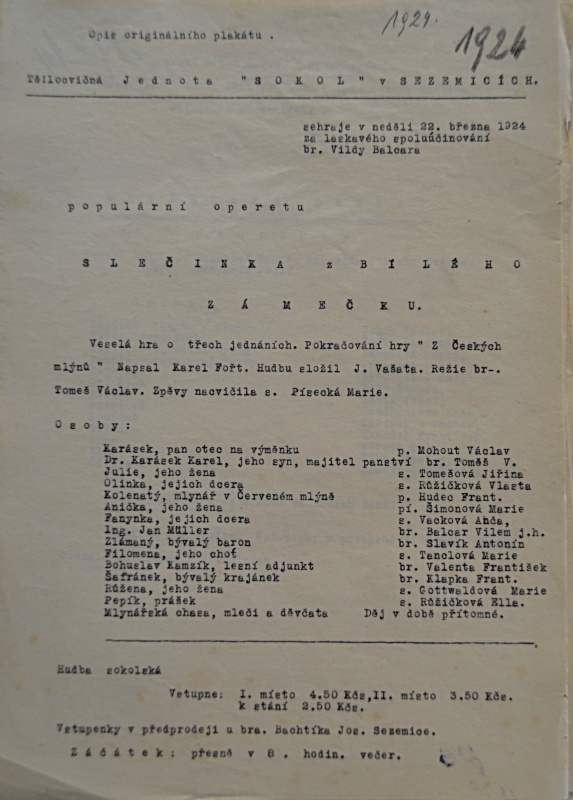 1924.
1924
Opis originálního plakátu .
Tělocvičná Jednota " S O K O L " v SEZEMICÍCH.
sehraje v neděli 22. března 1924
za laskavého spoluúčinování
br. Vildy Balcara
populární operetu
S L E Č I N K A z B Í L É H O
Z Á M E Č K U.
Veselá hra o třech jednáních. Pokračování hry " Z Českých
mlýnů " Napsal Karel Fořt. Hudbu složil J. Vašata. Režie br-.
Tomeš Václav. Zpěvy nacvičila s. Písecká Marie.
O s o b y :
Karásek, pan otec na výměnku p. Mohout Václav
Dr. Karásek Karel, jeho syn, majitel panství br. Toměš V.
Julie, jeho žena s. Tomešová Jiřina
Olinka, jejich dcera s. Růžičková Vlasta
Kolenatý, mlynář v Červeném mlýně p. Hudec Frant.
Anička, jeho žena pí. Šimonová Marie
Fanynka, jejich dcera s. Vacková Anča,
Ing. Jan Müller br. Balcar Vilem j.h.
Zlámaný, bývalý baron br. Slavík Antonín
Filomena, jeho choť s. Tanclová Marie
Bohuslav Kamzík, lesní adjunkt br. Valenta František
Šafránek, bývalý krajánek br. Klapka Frant.
Růžena, jeho žena s. Gottwaldová Marie
Pepík, prášek s. Růžičková Ella.
Mlynářská chasa, mleči a děvčata Děj v době přítomné.
Hudba sokolská
Vstupne: I. místo 4.50 Kčs,II. místo 3.50 Kčs.
k stání 2.50 Kčs.
Vstupenky v předprodeji u bra. Bachtíka Jos. Sezemice.
Z á č á t e k : přesně v 8. hodin. večer.